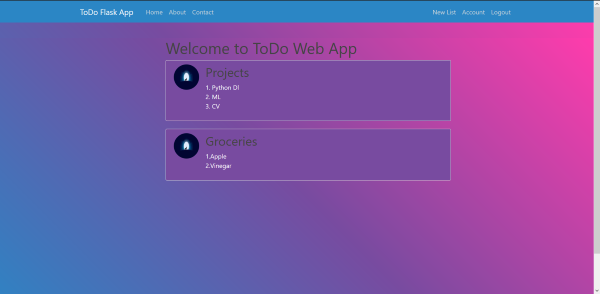 ToDo Flask App Home About Contact New List Account Logout
Welcome to ToDo Web App
Projects
1. Python Dl
2. ML
3. CV
Groceries
1.Apple
2.Vinegar